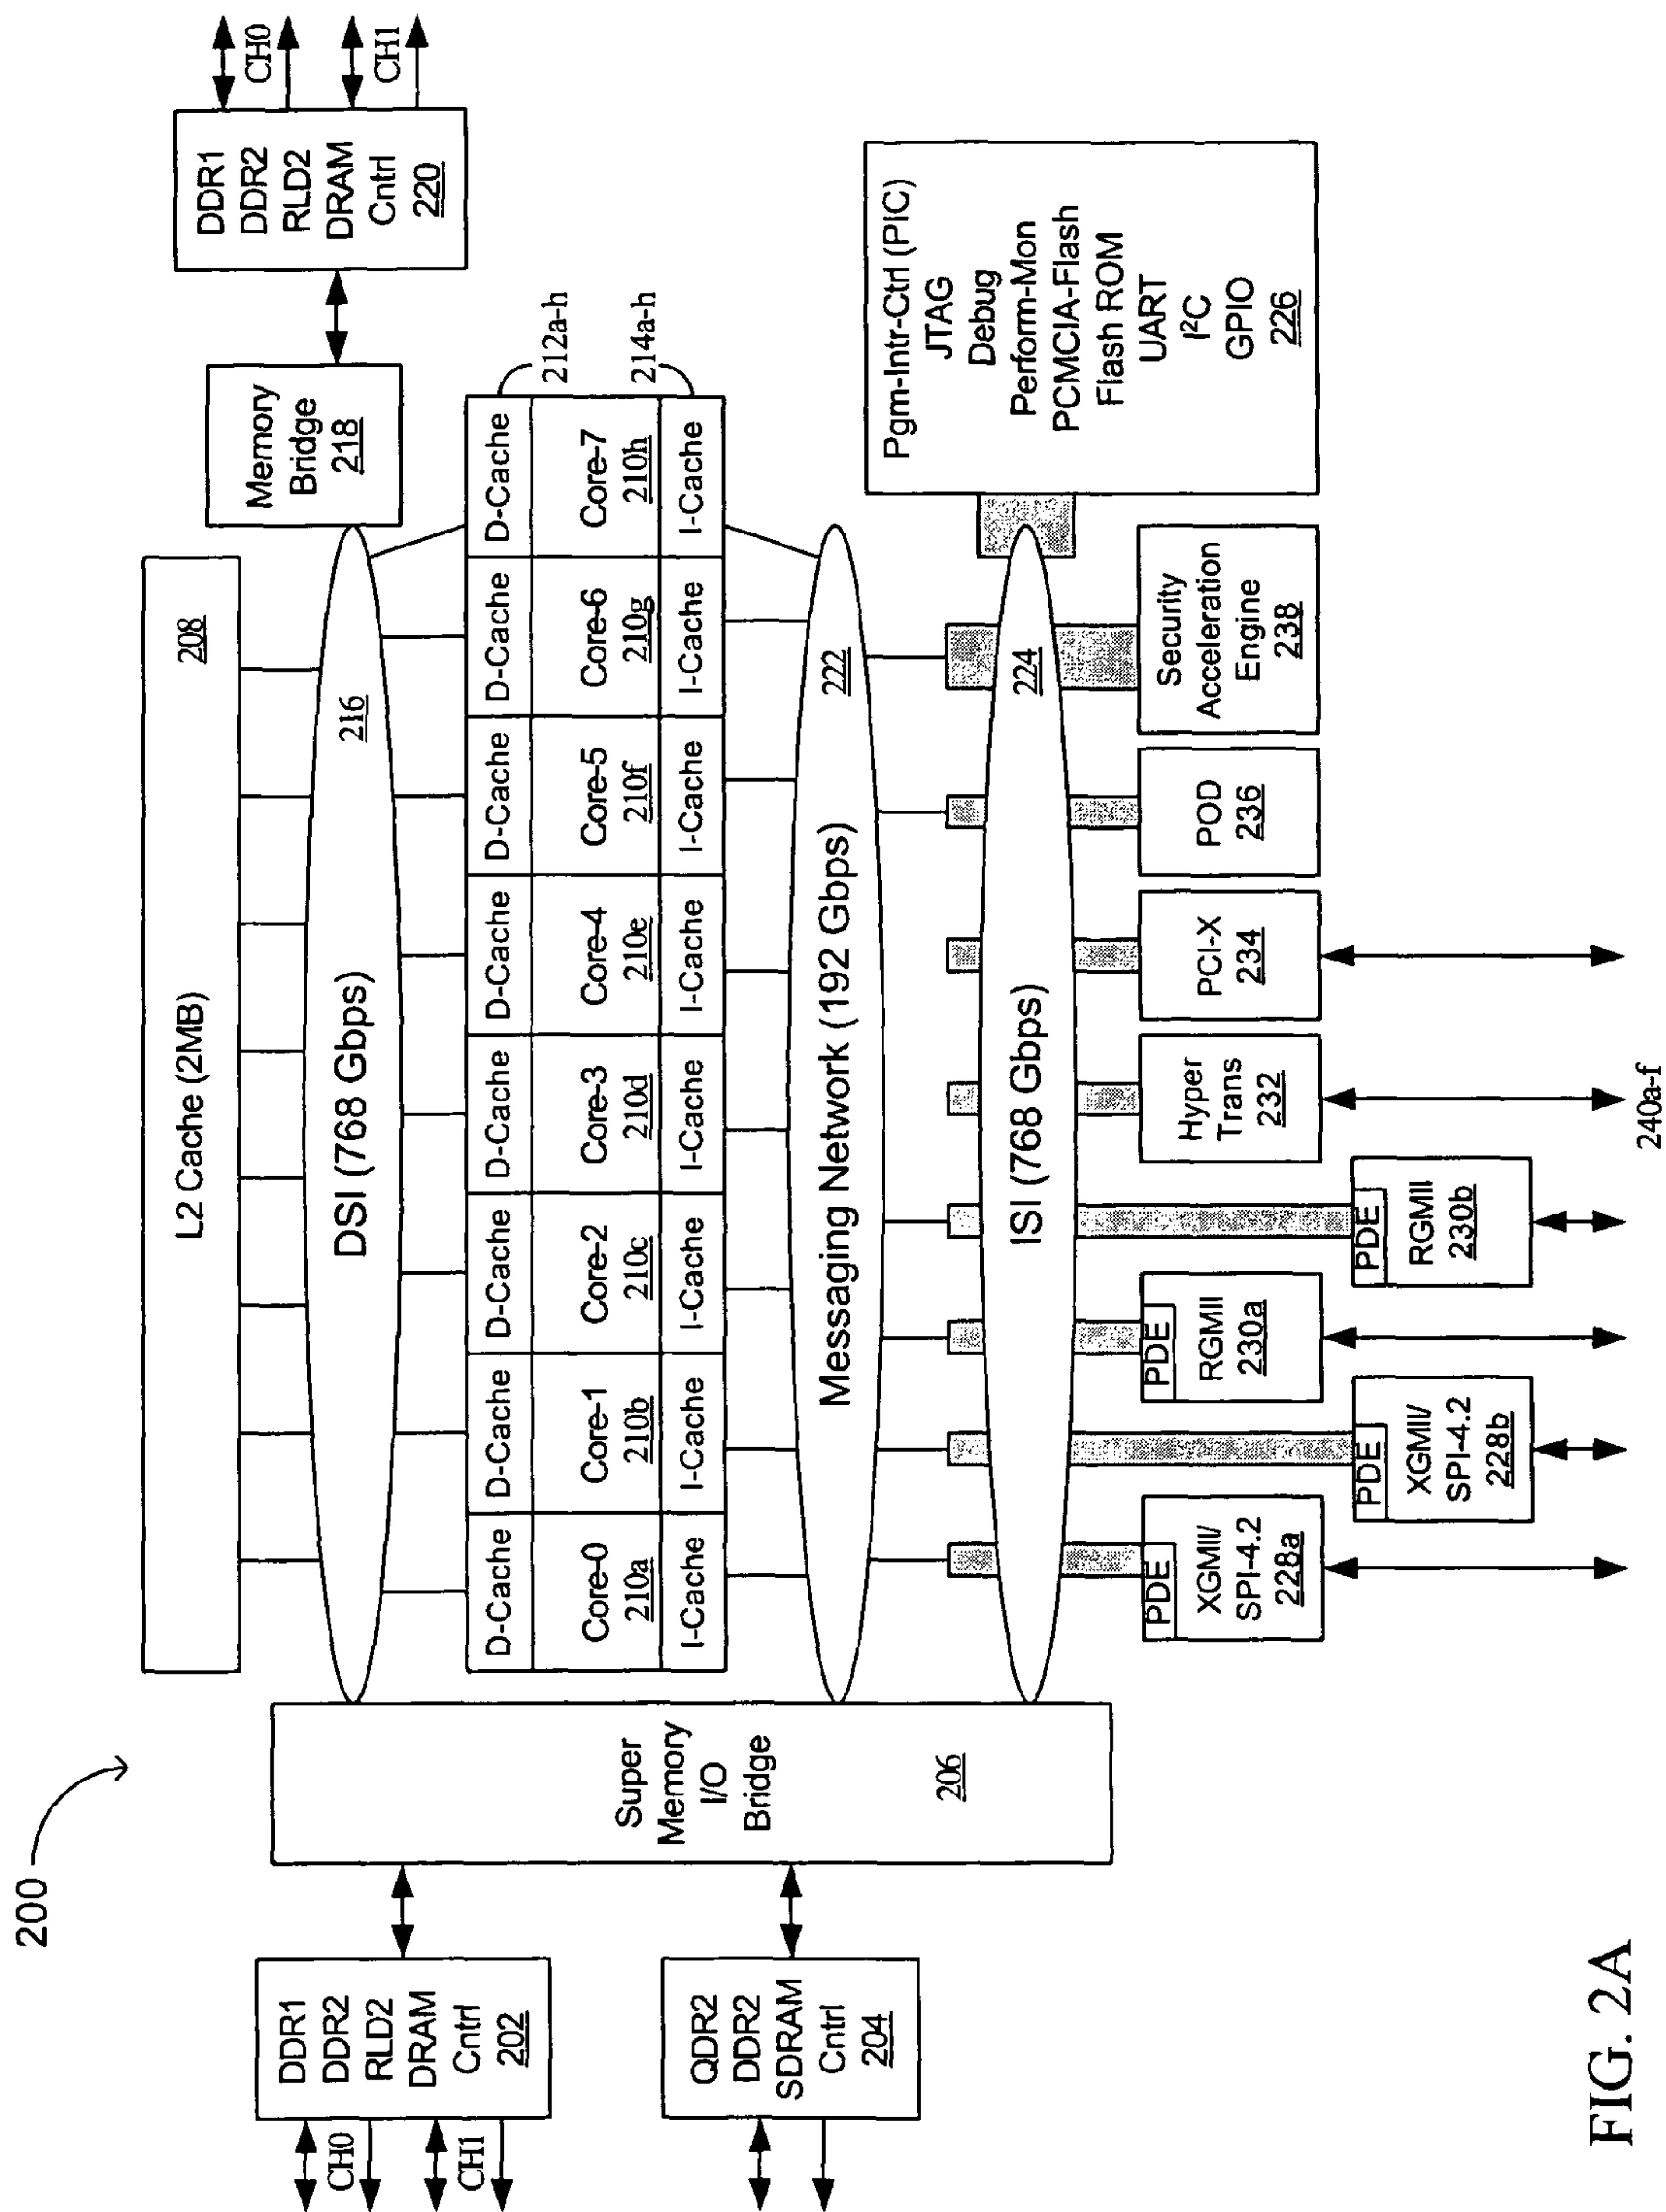 200
L2 Cache (2MB)
208
DDR1
DDR2
RLD2
DRAM
Cntrl
202
CH0
CH1
QDR2
DDR2
SDRAM
Cntrl
204
Super
Memory
I/O
Bridge
206
DSI (768 Gbps)
216
Memory
Bridge
218
DDR1
DDR2
RLD2
DRAM
Cntrl
220
CH0
CH1
D-Cache
D-Cache
D-Cache
D-Cache
D-Cache
D-Cache
D-Cache
D-Cache
212a-h
Core-0
210a
Core-1
210b
Core-2
210c
Core-3
210d
Core-4
210e
Core-5
210f
Core-6
210g
Core-7
210h
I-Cache
I-Cache
I-Cache
I-Cache
I-Cache
I-Cache
I-Cache
I-Cache
214a-h
Messaging Network (192 Gbps)
222
ISI (768 Gbps)
224
Pgm-Intr-Ctrl (PIC)
JTAG
Debug
Perform-Mon
PCMCIA-Flash
Flash ROM
UART
I²C
GPIO
226
PDE
XGMII/
SPI-4.2
228a
PDE
XGMII/
SPI-4.2
228b
PDE
RGMII
230a
PDE
RGMII
230b
Hyper
Trans
232
PCI-X
234
POD
236
Security
Acceleration
Engine
238
240a-f
FIG. 2A